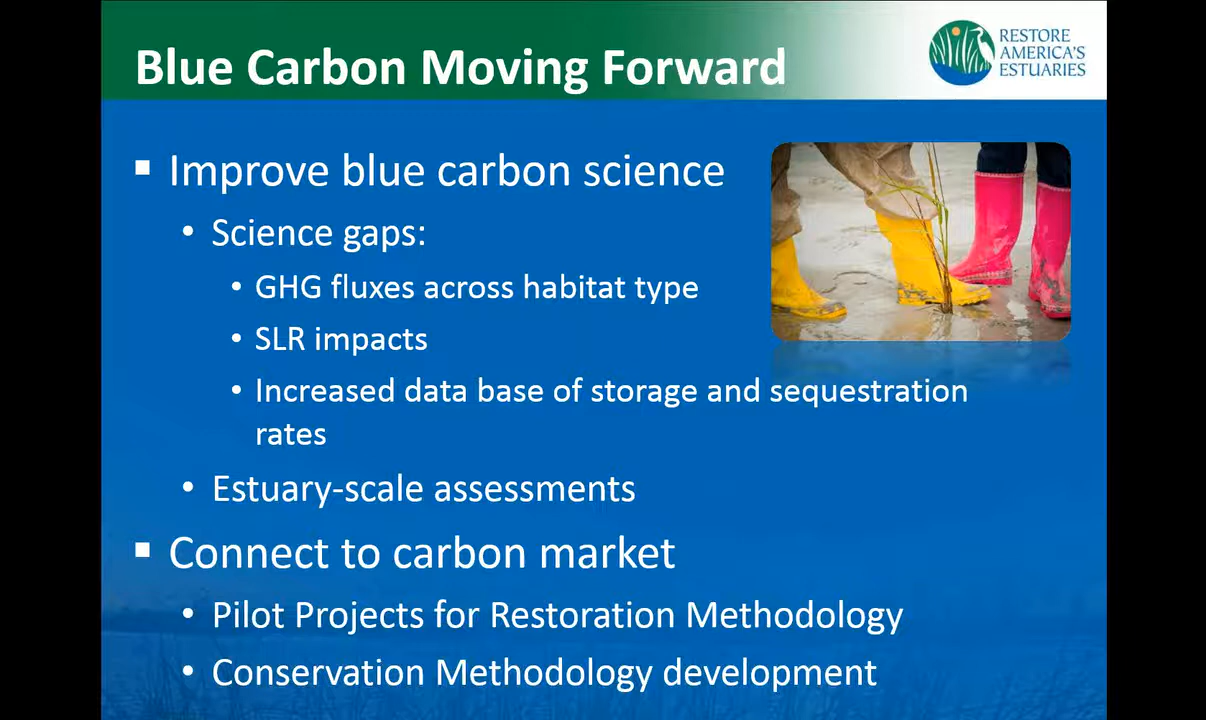 Blue Carbon Moving Forward
RESTORE
AMERICA'S
ESTUARIES
▪ Improve blue carbon science
• Science gaps:
• GHG fluxes across habitat type
• SLR impacts
• Increased data base of storage and sequestration
rates
• Estuary-scale assessments
▪ Connect to carbon market
• Pilot Projects for Restoration Methodology
• Conservation Methodology development